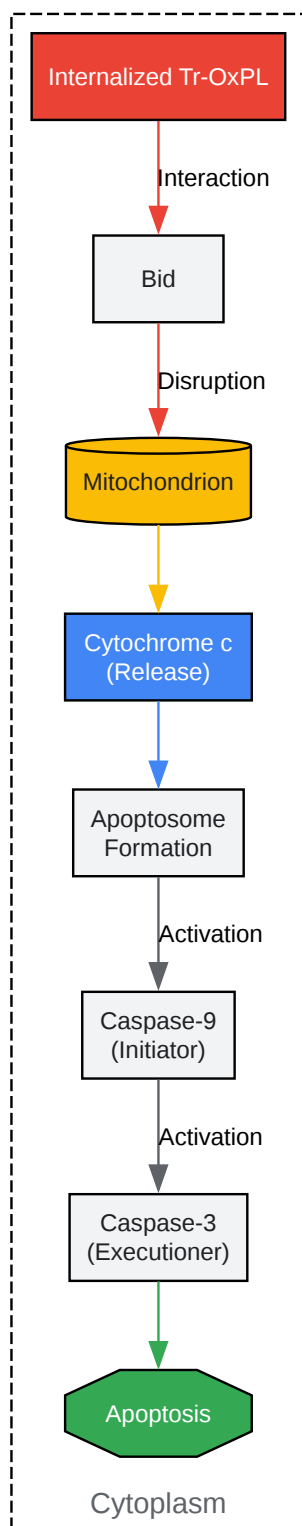 Internalized Tr-OxPL
Interaction
Bid
Disruption
Mitochondrion
Cytochrome c
(Release)
Apoptosome
Formation
Activation
Caspase-9
(Initiator)
Activation
Caspase-3
(Executioner)
Apoptosis
Cytoplasm